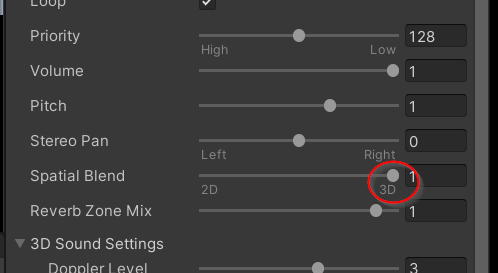 Loop
Priority 128
High Low
Volume 1
Pitch 1
Stereo Pan 0
Left Right
Spatial Blend 1
2D 3D
Reverb Zone Mix 1
3D Sound Settings
Doppler Level 3